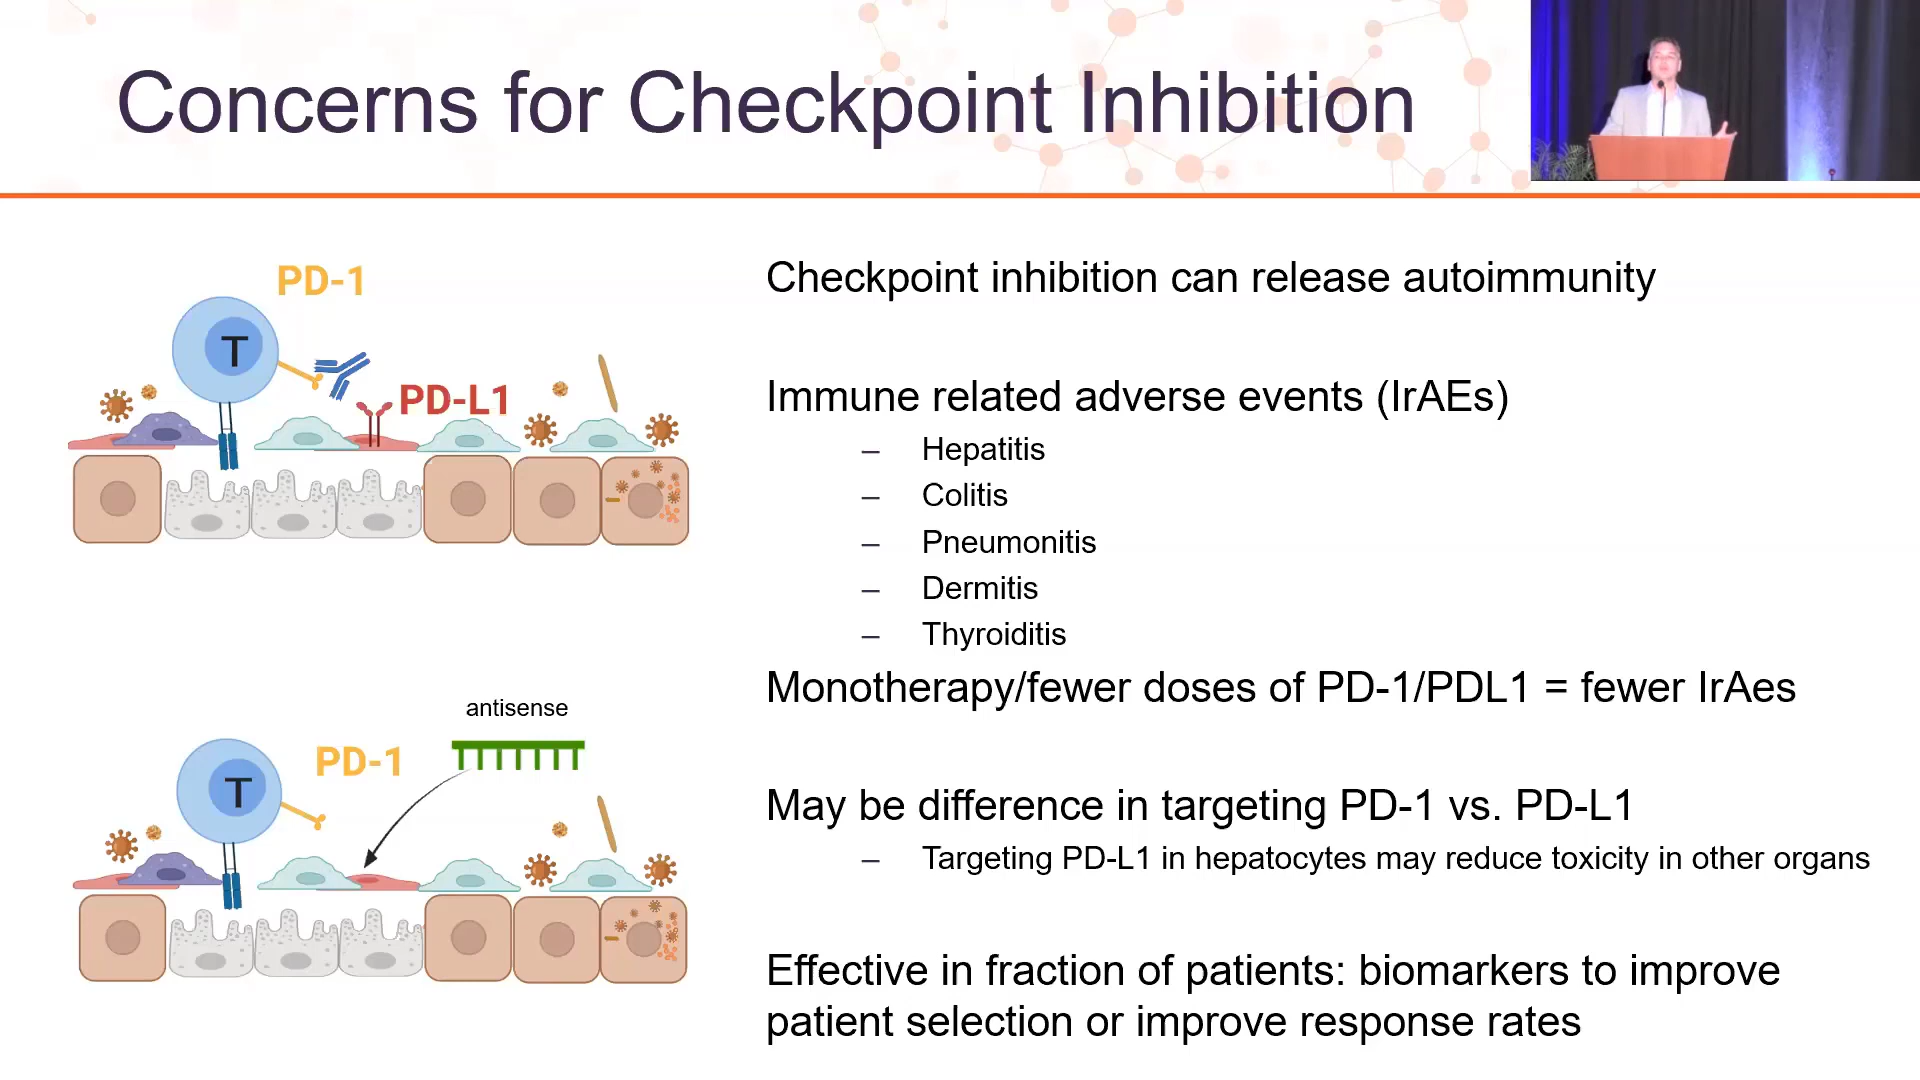 Concerns for Checkpoint Inhibition
PD-1
T
PD-L1
antisense
PD-1
T
Checkpoint inhibition can release autoimmunity
Immune related adverse events (IrAEs)
– Hepatitis
– Colitis
– Pneumonitis
– Dermitis
– Thyroiditis
Monotherapy/fewer doses of PD-1/PDL1 = fewer IrAes
May be difference in targeting PD-1 vs. PD-L1
– Targeting PD-L1 in hepatocytes may reduce toxicity in other organs
Effective in fraction of patients: biomarkers to improve
patient selection or improve response rates